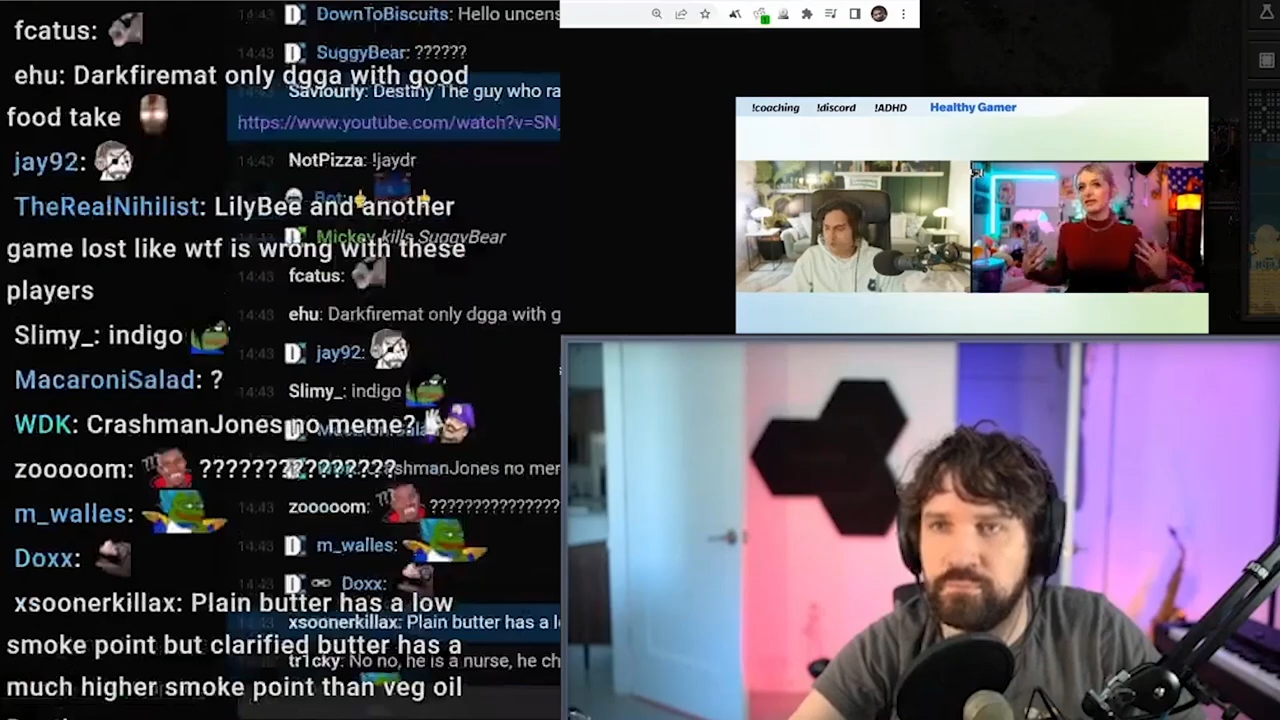 fcatus:
ehu: Darkfiremat only dgga with good
food take
jay92:
TheRealNihilist: LilyBee and another
game lost like wtf is wrong with these
players
Slimy_: indigo
MacaroniSalad: ?
WDK: CrashmanJones no meme?
zooooom: ???????????????
m_walles:
Doxx:
xsoonerkillax: Plain butter has a low
smoke point but clarified butter has a
much higher smoke point than veg oil
14:43 DownToBiscuits: Hello uncens
14:43 SuggyBear: ??????
14:43 Saviourly: Destiny The guy who ra
https://www.youtube.com/watch?v=SN_
14:43 NotPizza: !jaydr
Bot:
Mickey kills SuggyBear
14:43 fcatus:
14:43 ehu: Darkfiremat only dgga with g
14:43 jay92:
14:43 Slimy_: indigo
CrashmanJones no mer
zooooom: ??????????????
14:43 m_walles:
14:43 Doxx:
xsoonerkillax: Plain butter has a l
tr1cky: No no, he is a nurse, he ch
!coaching !discord !ADHD Healthy Gamer